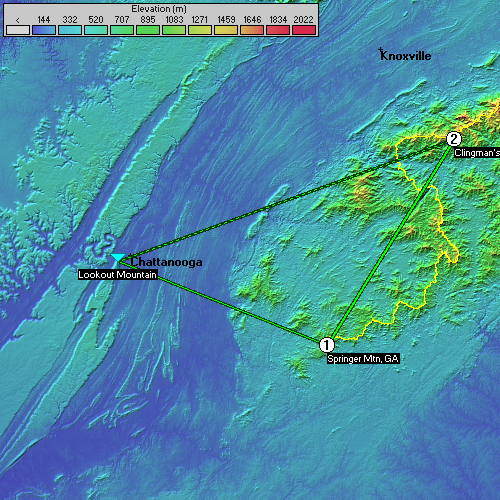 Elevation (m)
< 144 332 520 707 895 1083 1271 1459 1646 1834 2022
Knoxville
2
Clingman's
Chattanooga
Lookout Mountain
1
Springer Mtn, GA